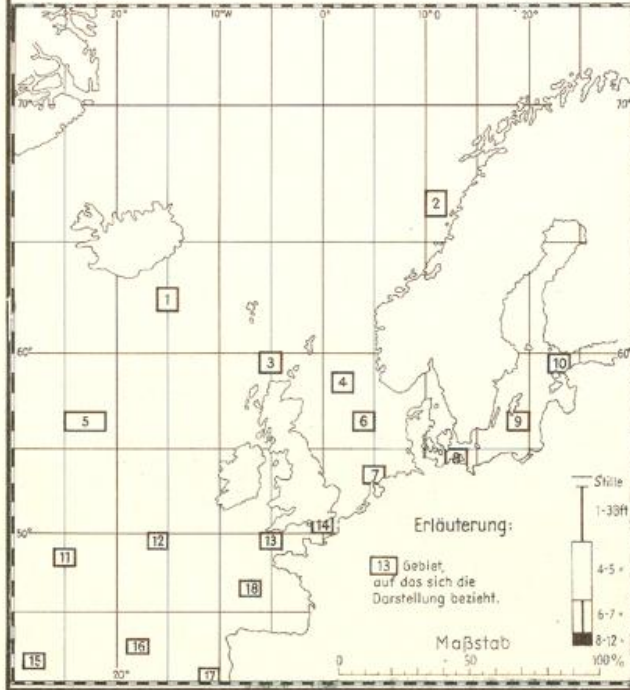 20° 10°W 0° 10°O 20°
70° 70°
2
1
60° 60°
3
10
4
5
6
9
8
7
50°
14
12
13
11
18
16
15
17
20°
Erläuterung:
13 Gebiet,
auf das sich die
Darstellung bezieht.
Maßstab
0 50 100%
Stille
1-3Bft
4-5 "
6-7 "
8-12 "